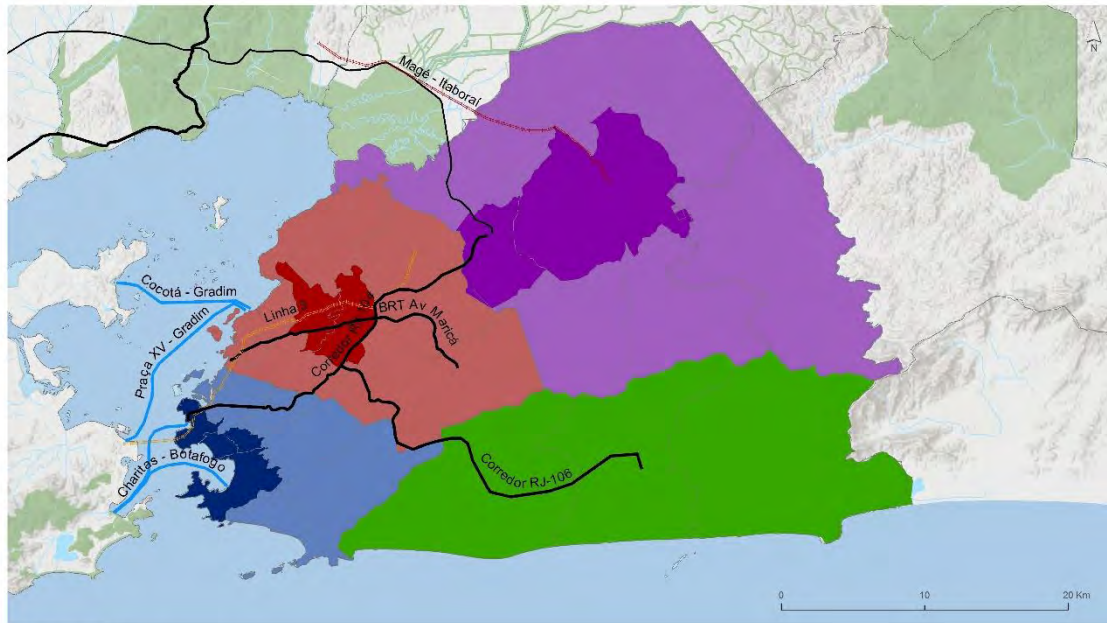 N
Magé - Itaboraí
Cocotá - Gradim
Praça XV - Gradim
Linha 3
BRT Av Maricá
Corredor
Charitas - Botafogo
Corredor RJ-106
0 10 20 Km